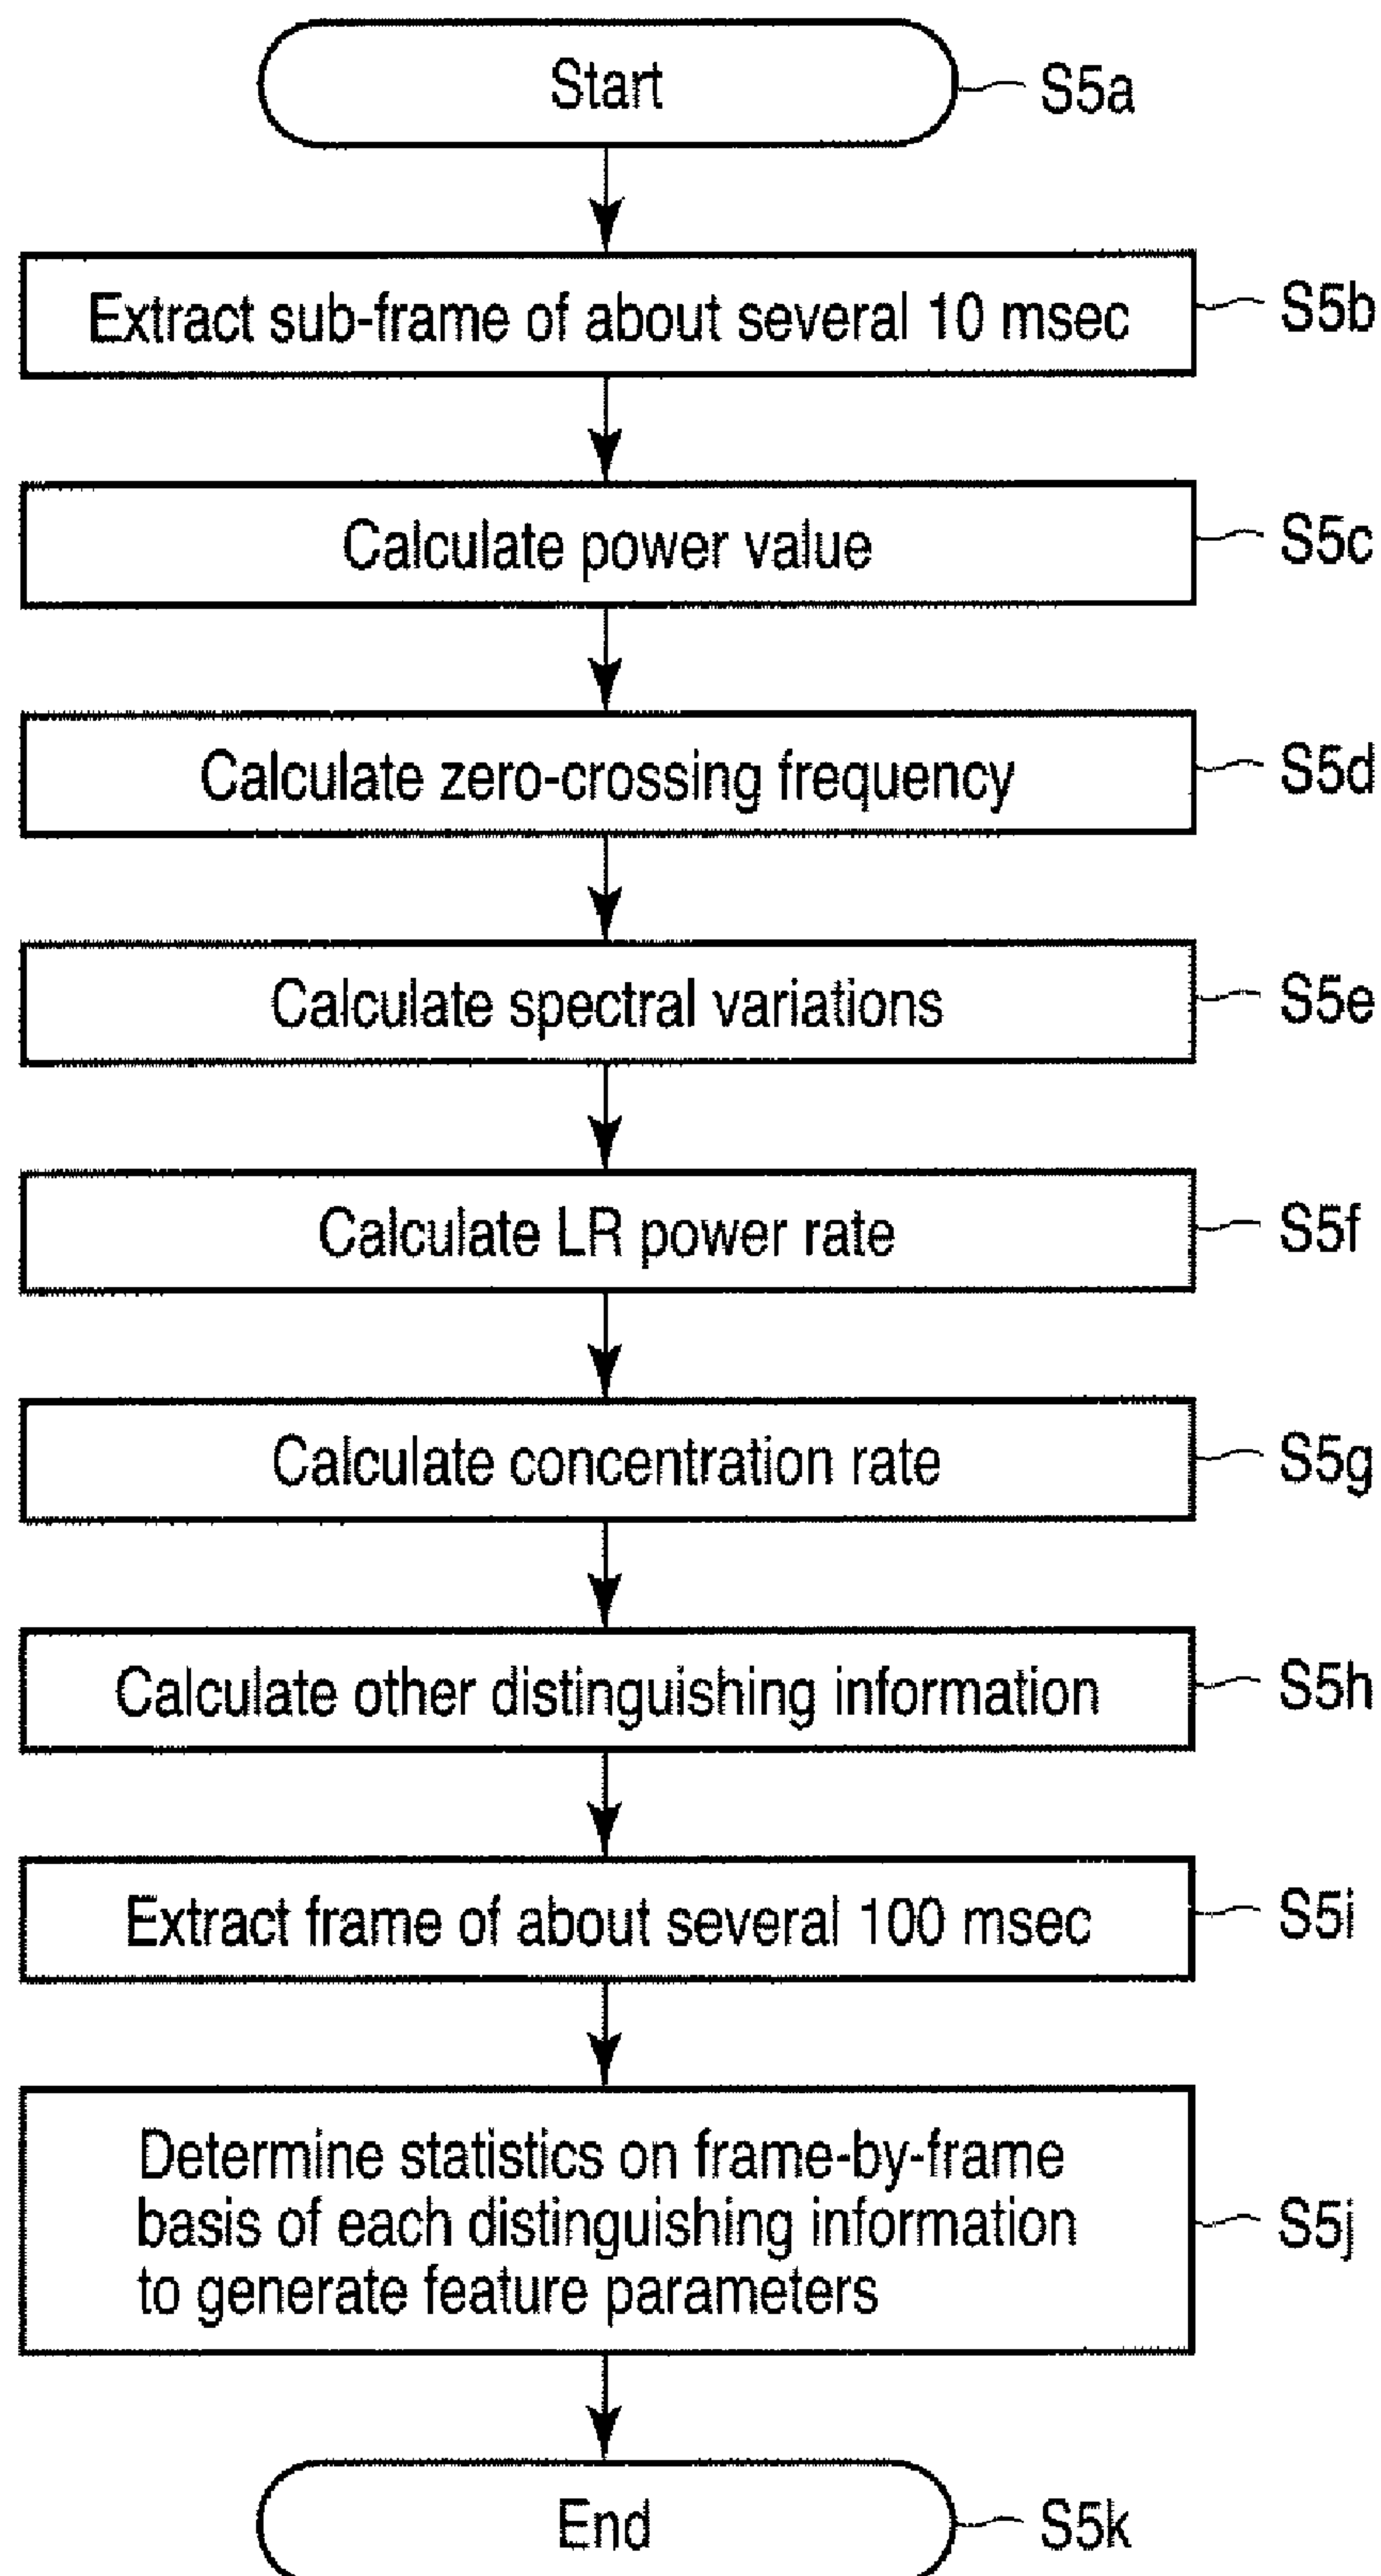 Start
S5a
Extract sub-frame of about several 10 msec
S5b
Calculate power value
S5c
Calculate zero-crossing frequency
S5d
Calculate spectral variations
S5e
Calculate LR power rate
S5f
Calculate concentration rate
S5g
Calculate other distinguishing information
S5h
Extract frame of about several 100 msec
S5i
Determine statistics on frame-by-frame
basis of each distinguishing information
to generate feature parameters
S5j
End
S5k